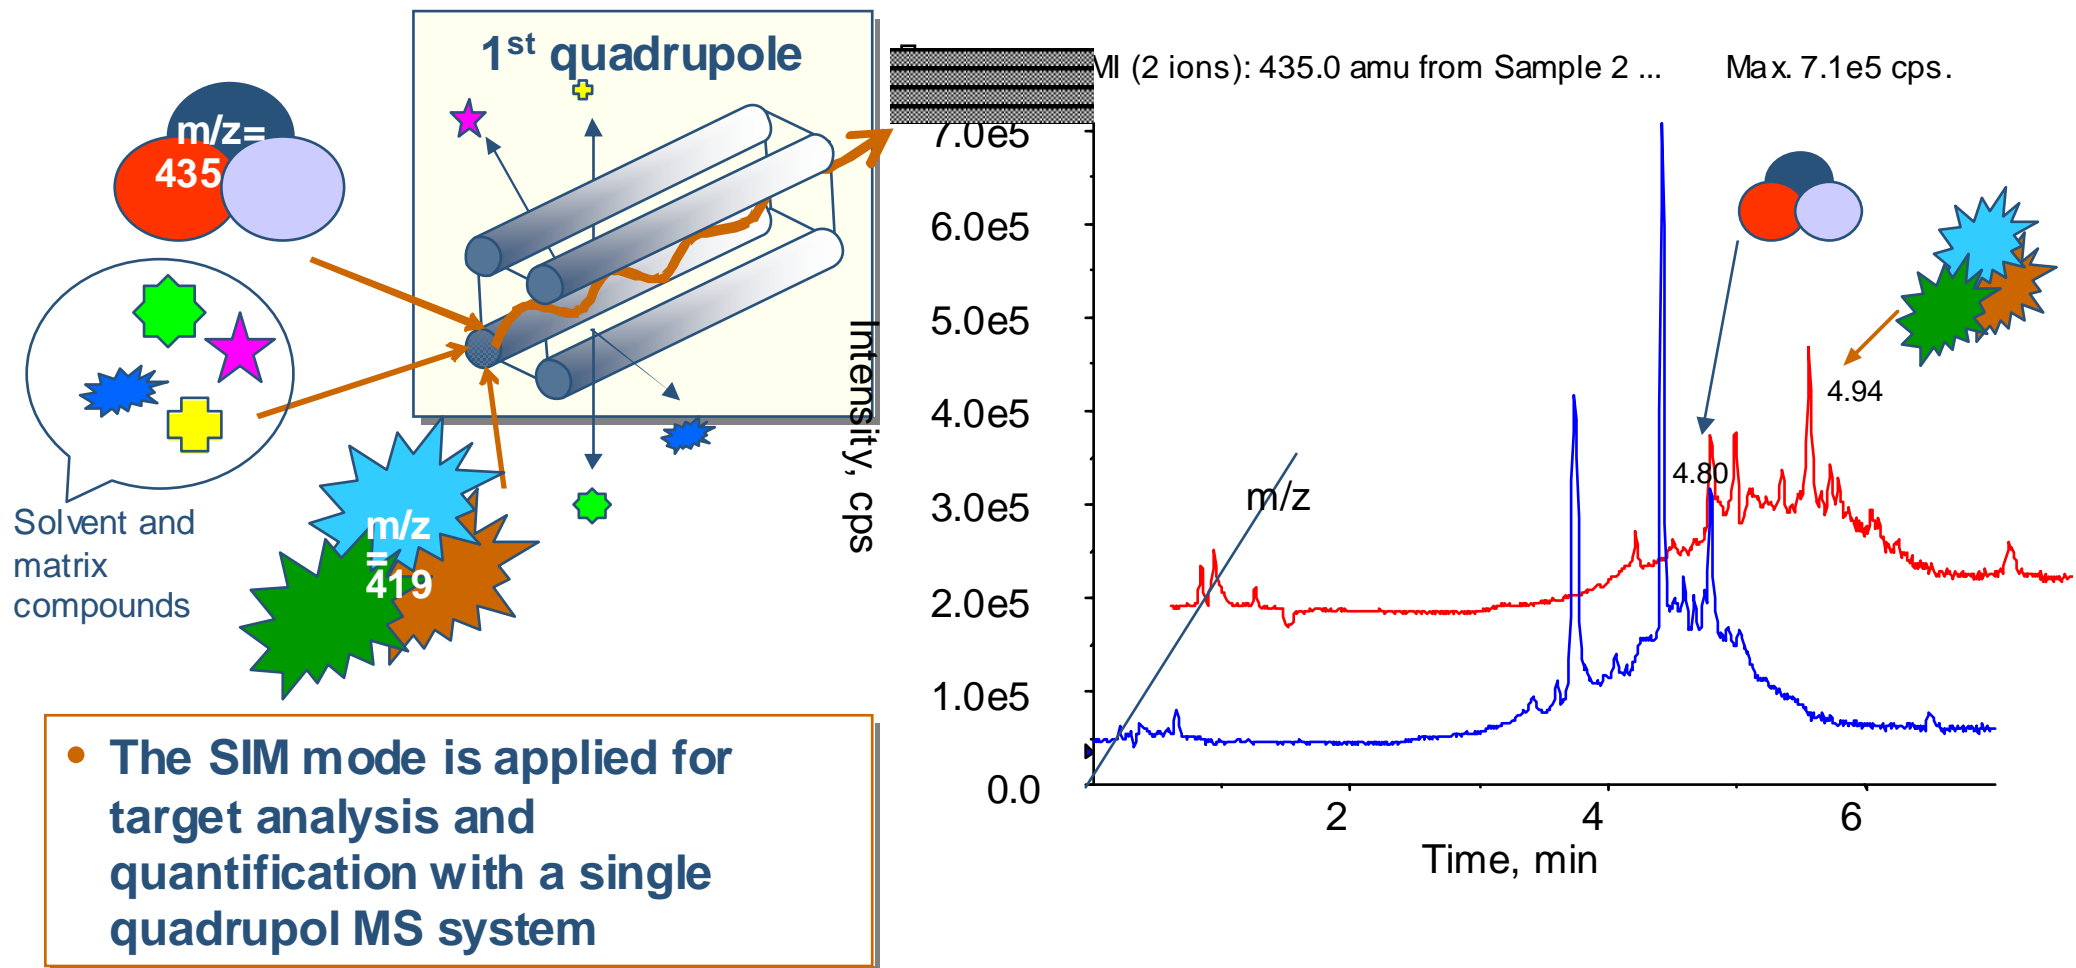 1st quadrupole
m/z=
435
Solvent and
matrix
compounds
m/z
=
419
• The SIM mode is applied for
target analysis and
quantification with a single
quadrupol MS system
MI (2 ions): 435.0 amu from Sample 2 ... Max. 7.1e5 cps.
7.0e5
6.0e5
5.0e5
4.0e5
3.0e5
2.0e5
1.0e5
0.0
Intensity, cps
m/z
4.80
4.94
2 4 6
Time, min